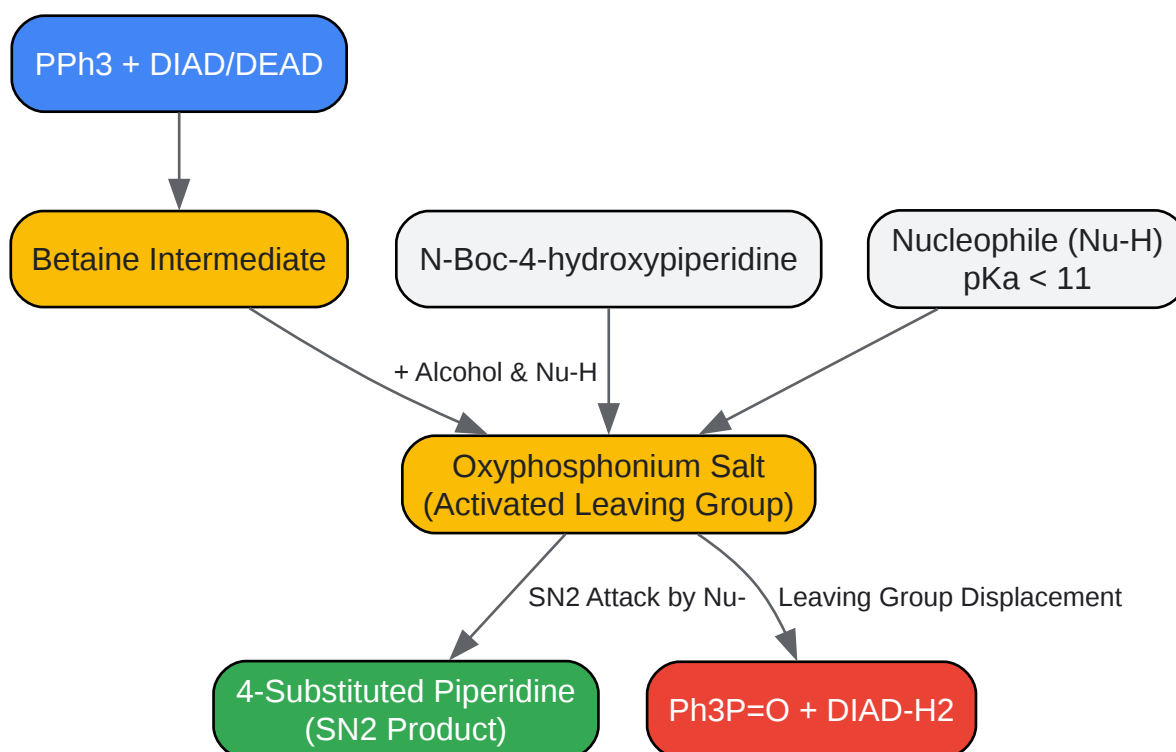 PPh3 + DIAD/DEAD
Betaine Intermediate
N-Boc-4-hydroxypiperidine
Nucleophile (Nu-H)
pKa < 11
+ Alcohol & Nu-H
Oxyphosphonium Salt
(Activated Leaving Group)
SN2 Attack by Nu-
Leaving Group Displacement
4-Substituted Piperidine
(SN2 Product)
Ph3P=O + DIAD-H2